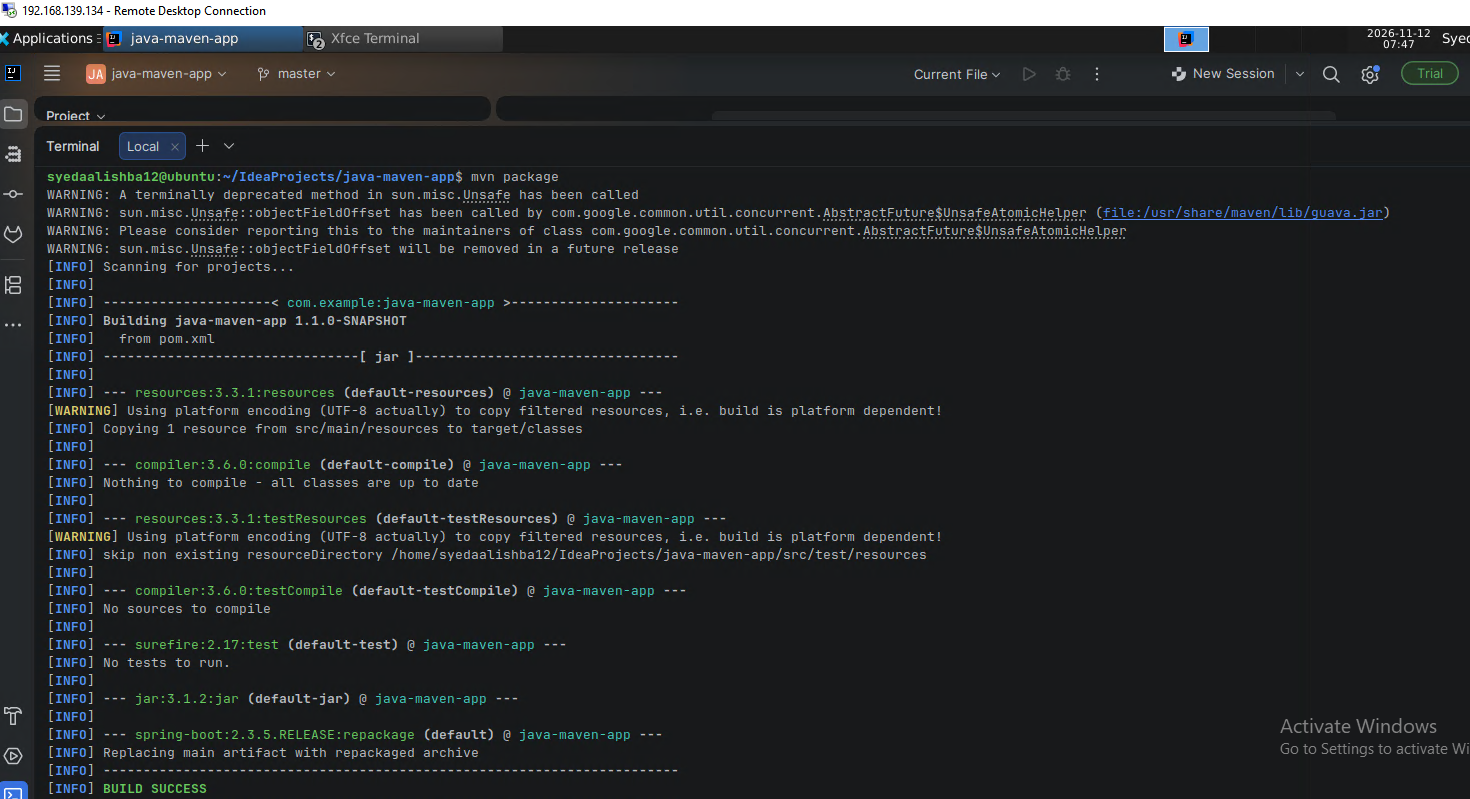 192.168.139.134 - Remote Desktop Connection
Applications java-maven-app 2 Xfce Terminal 2026-11-12 07:47
JA java-maven-app master Current File New Session Trial
Project
Terminal Local
syedaalishba12@ubuntu:~/IdeaProjects/java-maven-app$ mvn package
WARNING: A terminally deprecated method in sun.misc.Unsafe has been called
WARNING: sun.misc.Unsafe::objectFieldOffset has been called by com.google.common.util.concurrent.AbstractFuture$UnsafeAtomicHelper (file:/usr/share/maven/lib/guava.jar)
WARNING: Please consider reporting this to the maintainers of class com.google.common.util.concurrent.AbstractFuture$UnsafeAtomicHelper
WARNING: sun.misc.Unsafe::objectFieldOffset will be removed in a future release
[INFO] Scanning for projects...
[INFO]
[INFO] ---------------------< com.example:java-maven-app >---------------------
[INFO] Building java-maven-app 1.1.0-SNAPSHOT
[INFO]   from pom.xml
[INFO] --------------------------------[ jar ]---------------------------------
[INFO]
[INFO] --- resources:3.3.1:resources (default-resources) @ java-maven-app ---
[WARNING] Using platform encoding (UTF-8 actually) to copy filtered resources, i.e. build is platform dependent!
[INFO] Copying 1 resource from src/main/resources to target/classes
[INFO]
[INFO] --- compiler:3.6.0:compile (default-compile) @ java-maven-app ---
[INFO] Nothing to compile - all classes are up to date
[INFO]
[INFO] --- resources:3.3.1:testResources (default-testResources) @ java-maven-app ---
[WARNING] Using platform encoding (UTF-8 actually) to copy filtered resources, i.e. build is platform dependent!
[INFO] skip non existing resourceDirectory /home/syedaalishba12/IdeaProjects/java-maven-app/src/test/resources
[INFO]
[INFO] --- compiler:3.6.0:testCompile (default-testCompile) @ java-maven-app ---
[INFO] No sources to compile
[INFO]
[INFO] --- surefire:2.17:test (default-test) @ java-maven-app ---
[INFO] No tests to run.
[INFO]
[INFO] --- jar:3.1.2:jar (default-jar) @ java-maven-app ---
[INFO]
[INFO] --- spring-boot:2.3.5.RELEASE:repackage (default) @ java-maven-app ---
[INFO] Replacing main artifact with repackaged archive
[INFO] ------------------------------------------------------------------------
[INFO] BUILD SUCCESS
Activate Windows
Go to Settings to activate